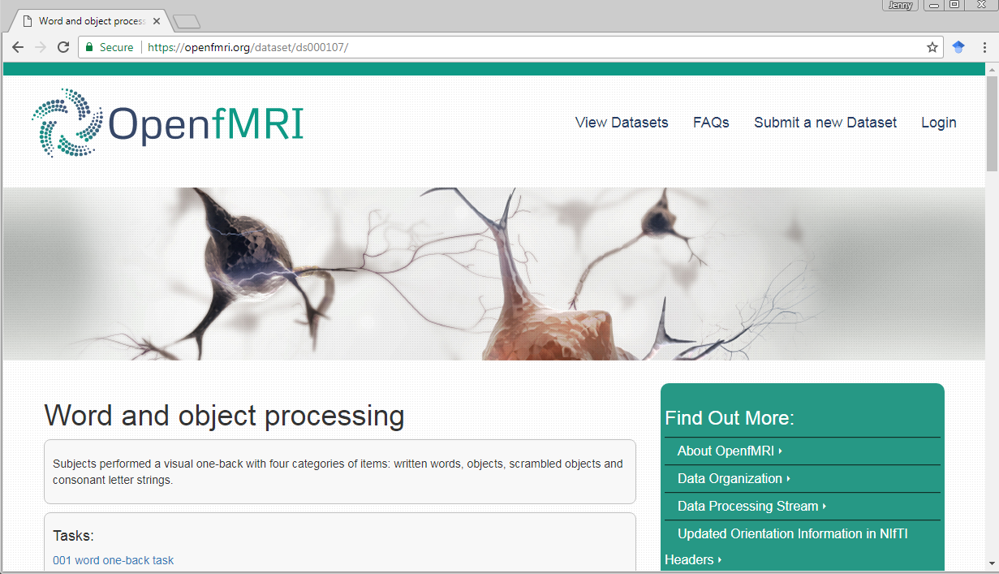 Jenny
Word and object process
Secure
https://openfmri.org/dataset/ds000107/
OpenfMRI
View Datasets
FAQs
Submit a new Dataset
Login
Word and object processing
Subjects performed a visual one-back with four categories of items: written words, objects, scrambled objects and
consonant letter strings.
Tasks:
001 word one-back task
Find Out More:
About OpenfMRI
Data Organization
Data Processing Stream
Updated Orientation Information in NIfTI
Headers